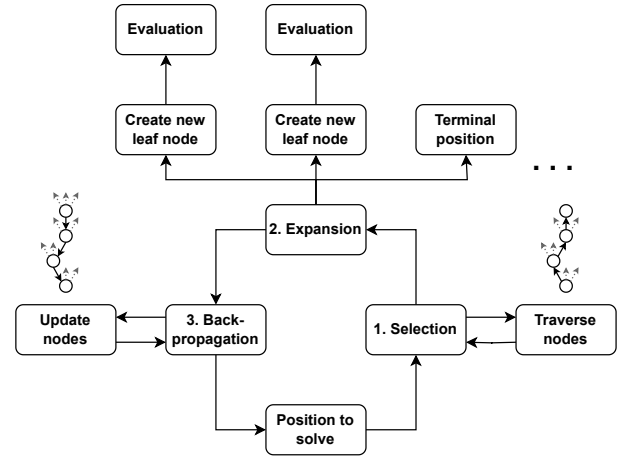 Evaluation
Evaluation
Create new
leaf node
Create new
leaf node
Terminal
position
. . .
2. Expansion
Update
nodes
3. Back-
propagation
1. Selection
Traverse
nodes
Position to
solve